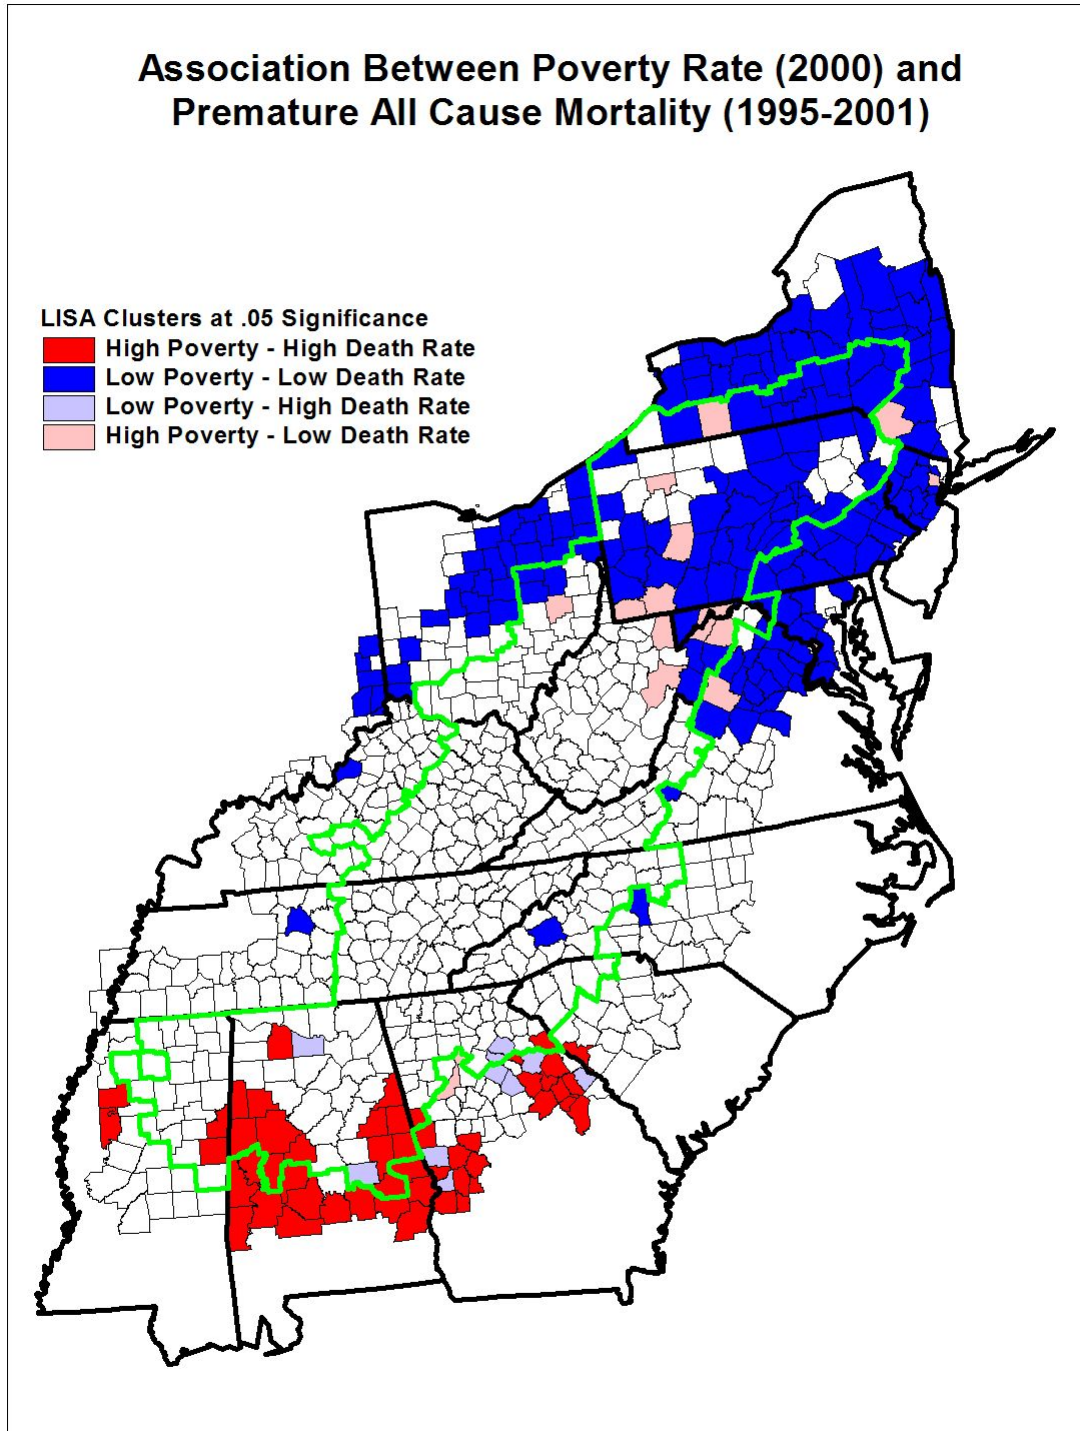 Association Between Poverty Rate (2000) and
Premature All Cause Mortality (1995-2001)
LISA Clusters at .05 Significance
High Poverty - High Death Rate
Low Poverty - Low Death Rate
Low Poverty - High Death Rate
High Poverty - Low Death Rate